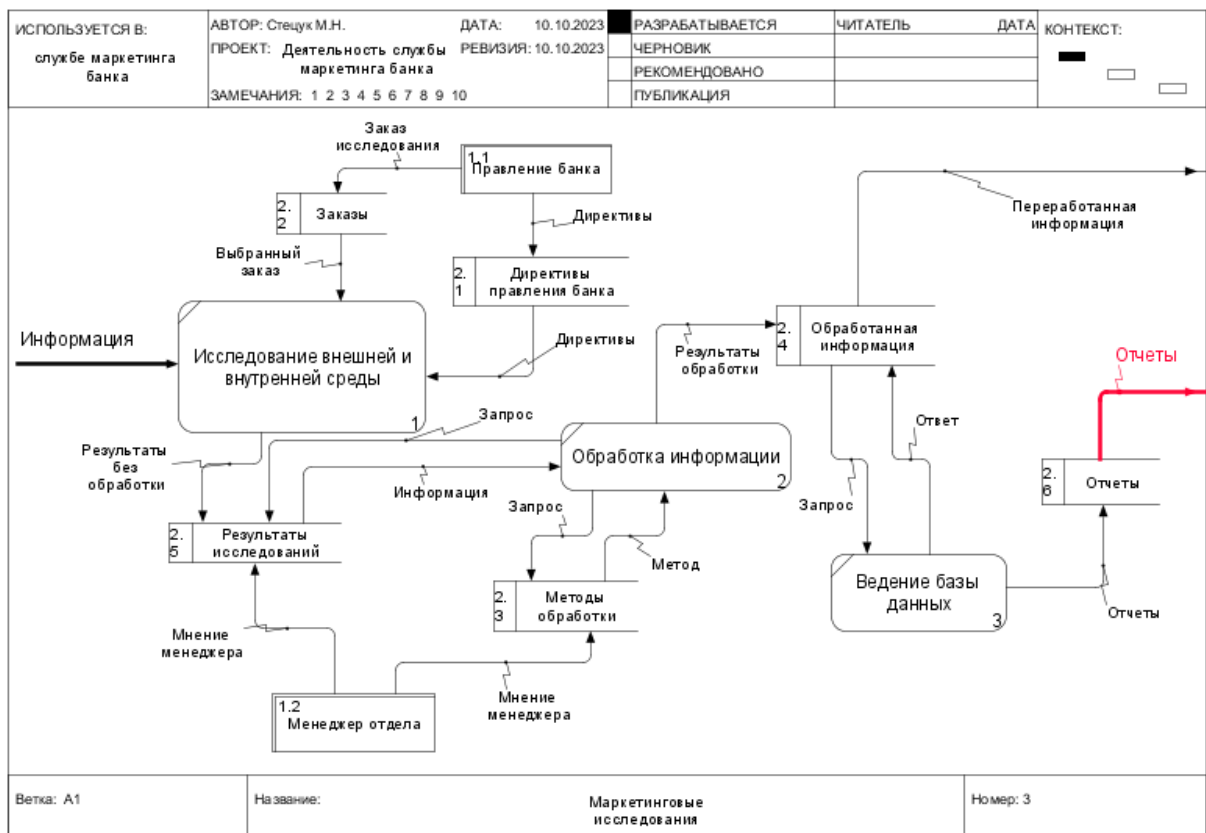 ИСПОЛЬЗУЕТСЯ В:
службе маркетинга
банка
АВТОР: Стецук М.Н.
ДАТА: 10.10.2023
ПРОЕКТ: Деятельность службы
маркетинга банка
РЕВИЗИЯ: 10.10.2023
ЗАМЕЧАНИЯ: 1 2 3 4 5 6 7 8 9 10
РАЗРАБАТЫВАЕТСЯ
ЧЕРНОВИК
РЕКОМЕНДОВАНО
ПУБЛИКАЦИЯ
ЧИТАТЕЛЬ
ДАТА
КОНТЕКСТ:
Заказ
исследования
1.1
Правление банка
2.
2
Заказы
Директивы
Переработанная
информация
Выбранный
заказ
2.
1
Директивы
правления банка
Информация
Исследование внешней и
внутренней среды
1
Директивы
Результаты
обработки
2.
4
Обработанная
информация
Отчеты
Запрос
Ответ
Результаты
без
обработки
Обработка информации
2
Информация
Запрос
Запрос
2.
6
Отчеты
2.
5
Результаты
исследований
Метод
Ведение базы
данных
3
2.
3
Методы
обработки
Отчеты
Мнение
менеджера
Мнение
менеджера
1.2
Менеджер отдела
Ветка: A1
Название:
Маркетинговые
исследования
Номер: 3